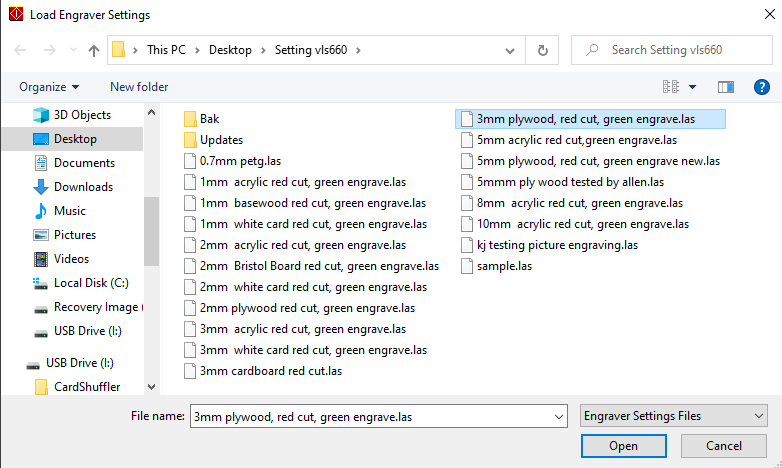 Load Engraver Settings
This PC > Desktop > Setting vls660 >
Search Setting vls660
Organize
New folder
3D Objects
Desktop
Documents
Downloads
Music
Pictures
Videos
Local Disk (C:)
Recovery Image (
USB Drive (I:)
USB Drive (I:)
CardShuffler
Bak
Updates
0.7mm petg.las
1mm  acrylic red cut, green engrave.las
1mm  basewood red cut, green engrave.las
1mm  white card red cut, green engrave.las
2mm  acrylic red cut, green engrave.las
2mm  Bristol Board red cut, green engrave.las
2mm  white card red cut, green engrave.las
2mm plywood red cut, green engrave.las
3mm  acrylic red cut, green engrave.las
3mm  white card red cut, green engrave.las
3mm cardboard red cut.las
3mm plywood, red cut, green engrave.las
5mm acrylic red cut,green engrave.las
5mm plywood, red cut, green engrave new.las
5mmm ply wood tested by allen.las
8mm  acrylic red cut, green engrave.las
10mm  acrylic red cut, green engrave.las
kj testing picture engraving.las
sample.las
File name:
3mm plywood, red cut, green engrave.las
Engraver Settings Files
Open
Cancel